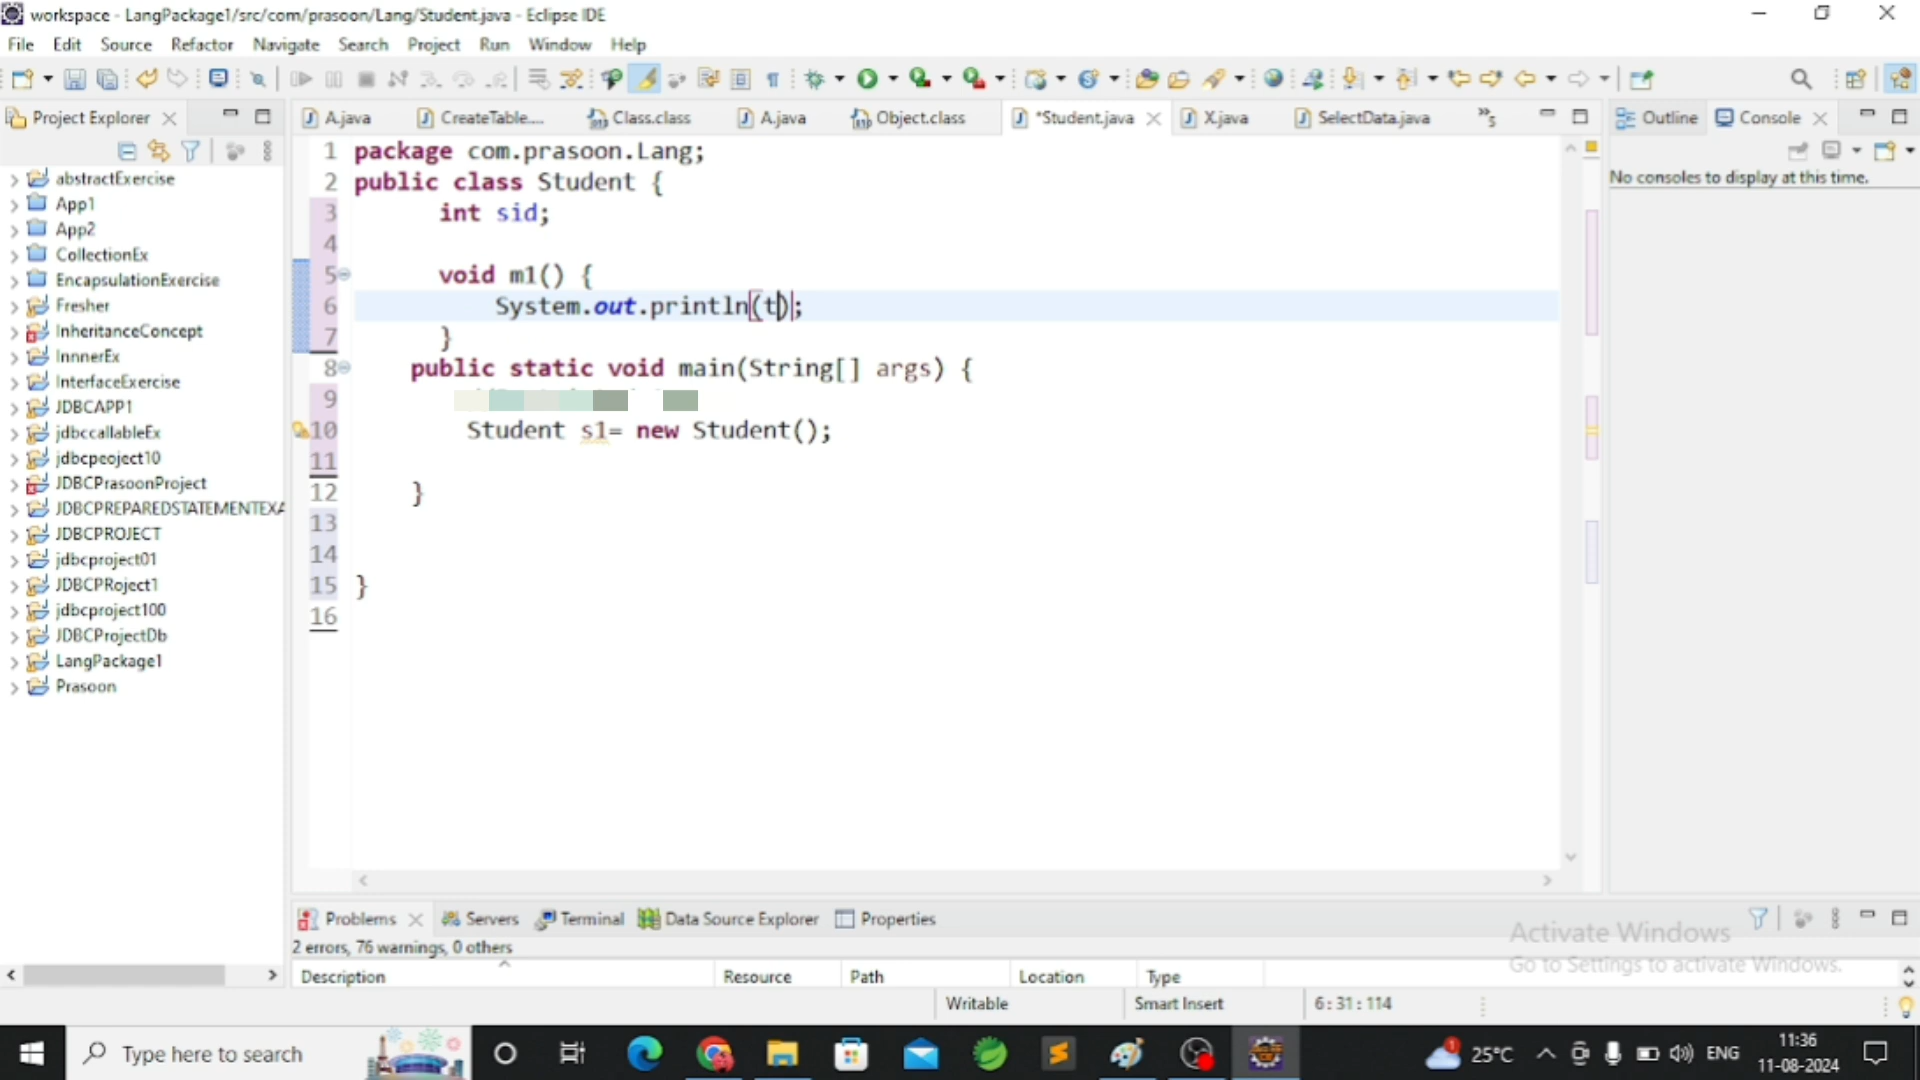 workspace - LangPackage1/src/com/prasoon/Lang/Student.java - Eclipse IDE
File Edit Source Refactor Navigate Search Project Run Window Help
Project Explorer
A.java CreateTable.... Class.class A.java Object.class *Student.java X.java SelectData.java »5
Outline Console
No consoles to display at this time.
abstractExercise
App1
App2
CollectionEx
EncapsulationExercise
Fresher
InheritanceConcept
InnnerEx
InterfaceExercise
JDBCAPP1
jdbccallableEx
jdbcpeoject10
JDBCPrasoonProject
JDBCPREPAREDSTATEMENTEXA
JDBCPROJECT
jdbcproject01
JDBCPRoject1
jdbcproject100
JDBCProjectDb
LangPackage1
Prasoon
1 package com.prasoon.Lang;
2 public class Student {
3 int sid;
4
5 void m1() {
6 System.out.println(t);
7 }
8 public static void main(String[] args) {
9
10 Student s1= new Student();
11
12 }
13
14
15 }
16
Problems Servers Terminal Data Source Explorer Properties
2 errors, 76 warnings, 0 others
Description Resource Path Location Type
Activate Windows
Go to Settings to activate Windows.
Writable Smart Insert 6:31:114
Type here to search
1 25°C ENG 11:36
11-08-2024